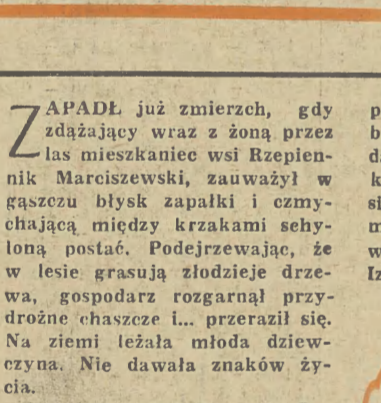 ZAPADŁ już zmierzch, gdy
zdążający wraz z żoną przez
las mieszkaniec wsi Rzepien-
nik Marciszewski, zauważył w
gąszczu błysk zapałki i czmy-
chającą między krzakami schy-
loną postać. Podejrzewając, że
w lesie grasują złodzieje drze-
wa, gospodarz rozgarnął przy-
drożne chaszcze i... przeraził się.
Na ziemi leżała młoda dziew-
czyna. Nie dawała znaków ży-
cia.